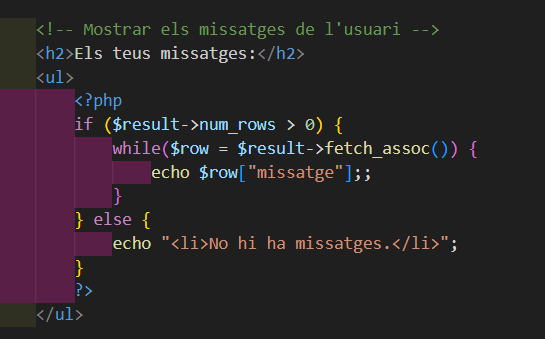 <!-- Mostrar els missatges de l'usuari -->
<h2>Els teus missatges:</h2>
<ul>
<?php
if ($result->num_rows > 0) {
while($row = $result->fetch_assoc()) {
echo $row["missatge"];;
}
} else {
echo "<li>No hi ha missatges.</li>";
}
?>
</ul>